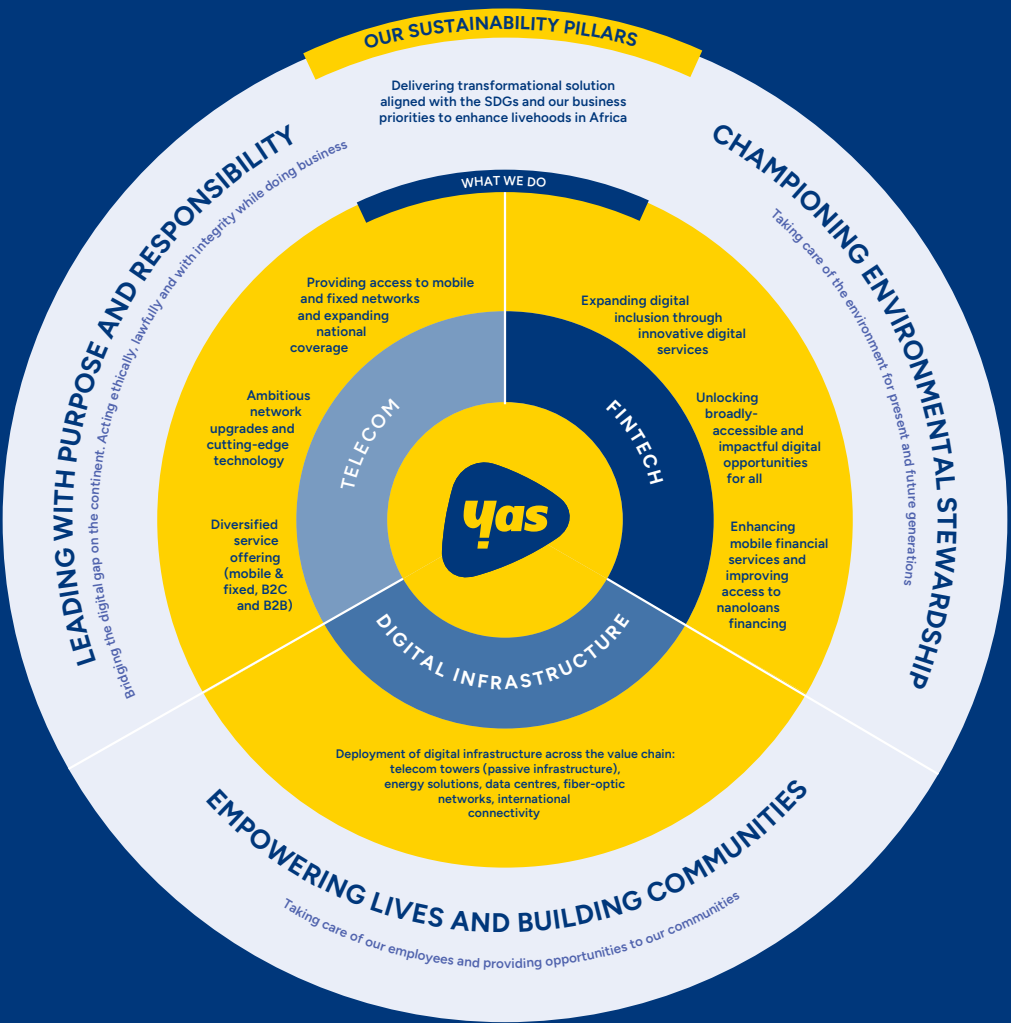 OUR SUSTAINABILITY PILLARS
Delivering transformational solution
aligned with the SDGs and our business
priorities to enhance livehoods in Africa
LEADING WITH PURPOSE AND RESPONSIBILITY
Bridging the digital gap on the continent. Acting ethically, lawfully and with integrity while doing business
CHAMPIONING ENVIRONMENTAL STEWARDSHIP
Taking care of the environment for present and future generations
WHAT WE DO
Providing access to mobile
and fixed networks
and expanding
national
coverage
Ambitious
network
upgrades and
cutting-edge
technology
Diversified
service
offering
(mobile &
fixed, B2C
and B2B)
TELECOM
FINTECH
Expanding digital
inclusion through
innovative digital
services
Unlocking
broadly-
accessible and
impactful digital
opportunities
for all
Enhancing
mobile financial
services and
improving
access to
nanoloans
financing
yas
DIGITAL INFRASTRUCTURE
Deployment of digital infrastructure across the value chain:
telecom towers (passive infrastructure),
energy solutions, data centres, fiber-optic
networks, international
connectivity
EMPOWERING LIVES AND BUILDING COMMUNITIES
Taking care of our employees and providing opportunities to our communities